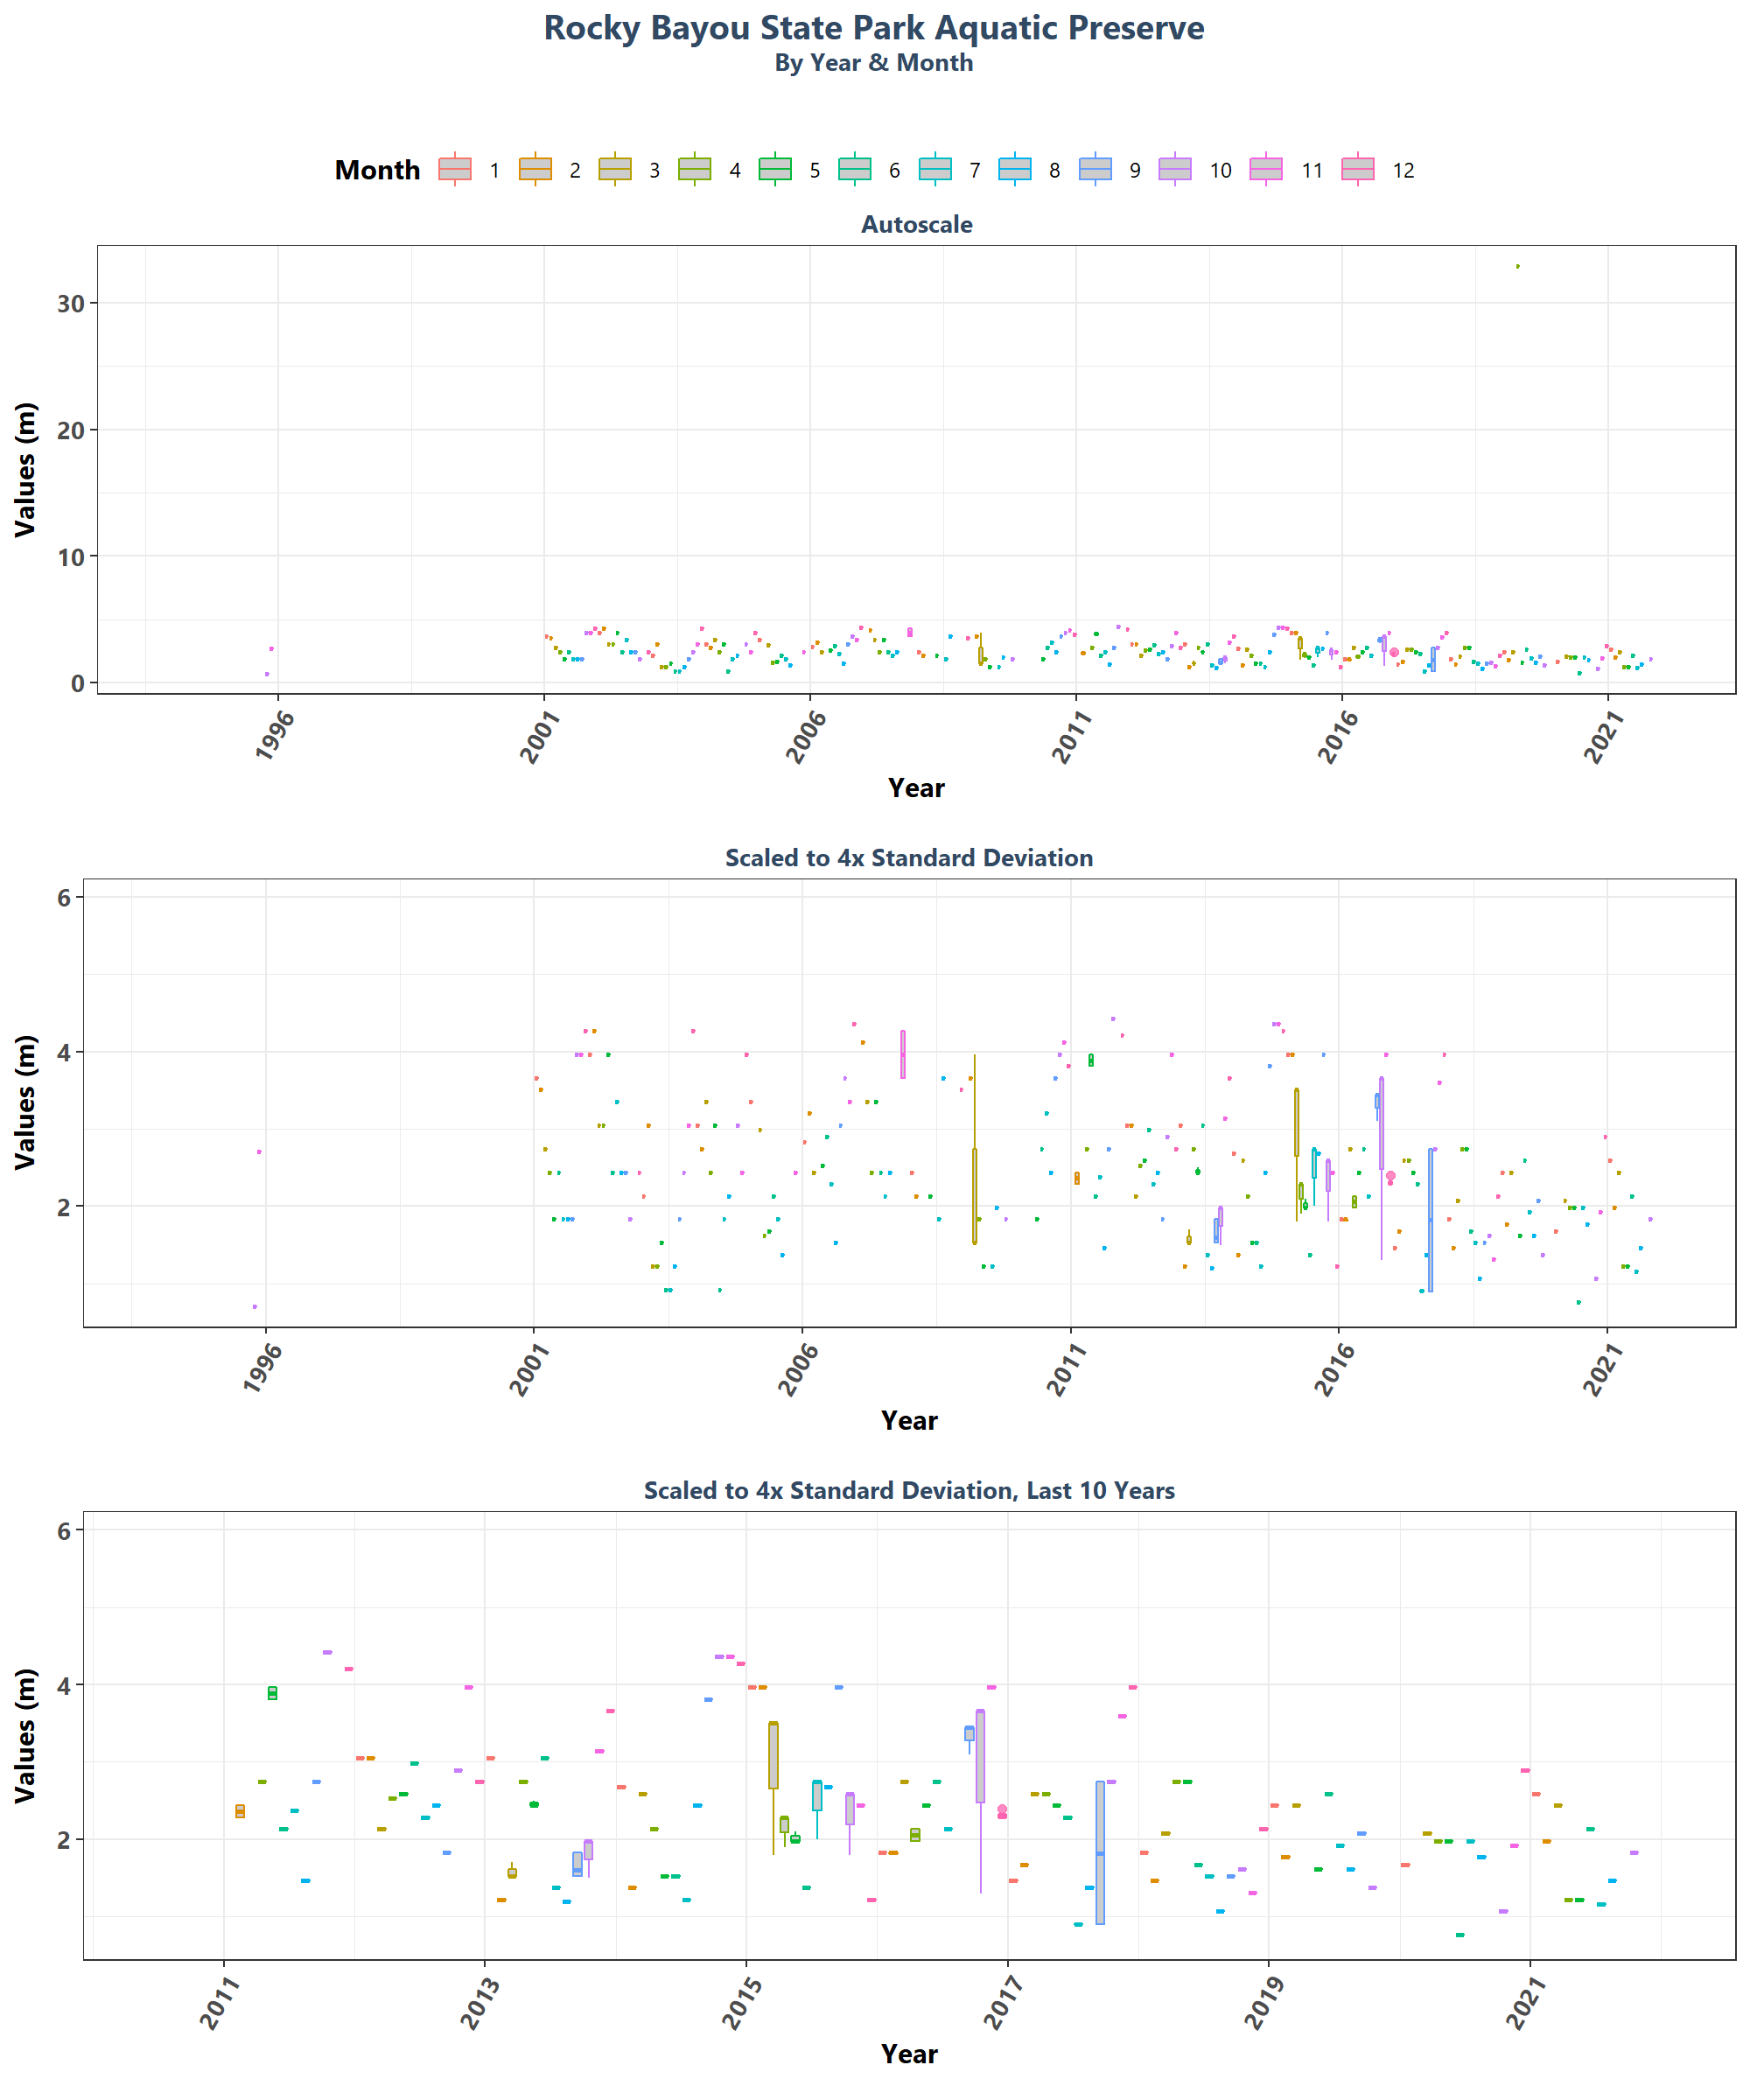 Rocky Bayou State Park Aquatic Preserve
By Year & Month
Month 1 2 3 4 5 6 7 8 9 10 11 12
Autoscale
Values (m)
30
20
10
0
1996 2001 2006 2011 2016 2021
Year
Scaled to 4x Standard Deviation
Values (m)
6
4
2
1996 2001 2006 2011 2016 2021
Year
Scaled to 4x Standard Deviation, Last 10 Years
Values (m)
6
4
2
2011 2013 2015 2017 2019 2021
Year